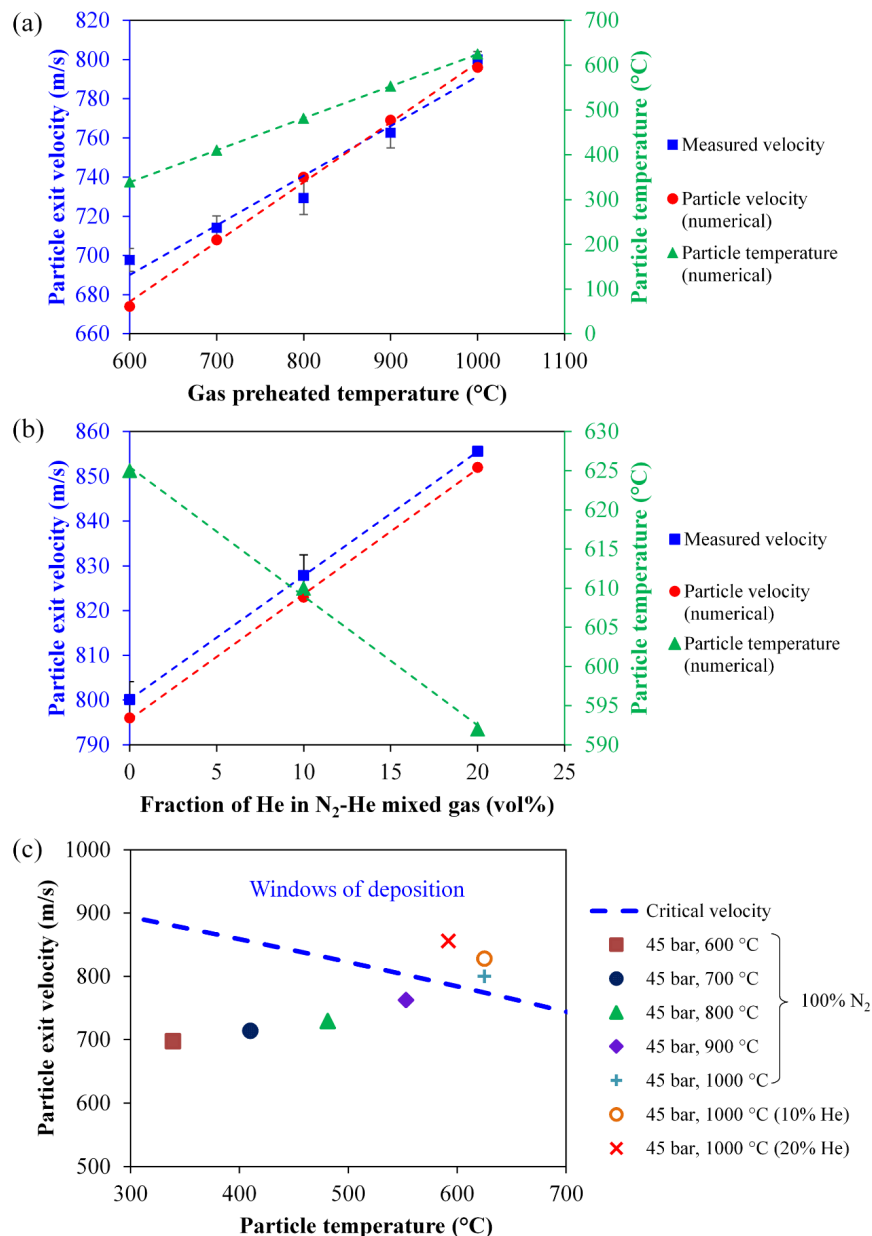 (a)
820
800
780
760
740
720
700
680
660
Particle exit velocity (m/s)
700
600
500
400
300
200
100
0
Particle temperature (°C)
600 700 800 900 1000 1100
Gas preheated temperature (°C)
Measured velocity
Particle velocity
(numerical)
Particle temperature
(numerical)
(b)
860
850
840
830
820
810
800
790
Particle exit velocity (m/s)
630
625
620
615
610
605
600
595
590
Particle temperature (°C)
0 5 10 15 20 25
Fraction of He in N₂-He mixed gas (vol%)
Measured velocity
Particle velocity
(numerical)
Particle temperature
(numerical)
(c)
1000
900
800
700
600
500
Particle exit velocity (m/s)
Windows of deposition
300 400 500 600 700
Particle temperature (°C)
Critical velocity
45 bar, 600 °C
45 bar, 700 °C
45 bar, 800 °C
45 bar, 900 °C
45 bar, 1000 °C
100% N₂
45 bar, 1000 °C (10% He)
45 bar, 1000 °C (20% He)